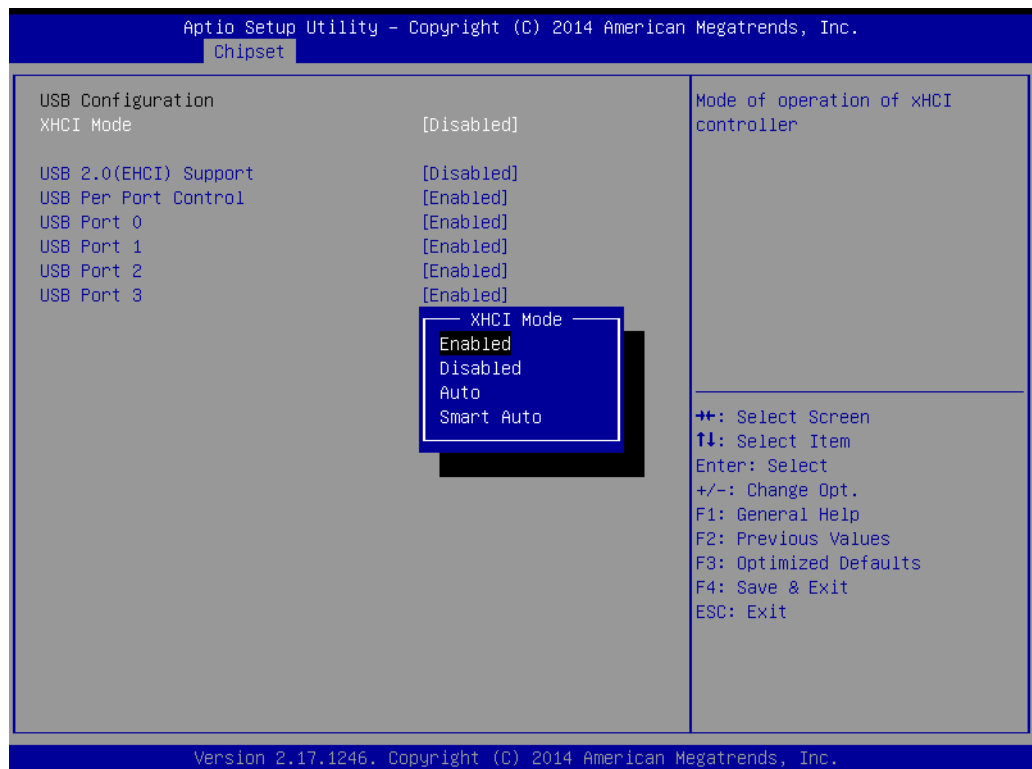 Aptio Setup Utility – Copyright (C) 2014 American Megatrends, Inc.
Chipset
USB Configuration
XHCI Mode [Disabled]
USB 2.0(EHCI) Support [Disabled]
USB Per Port Control [Enabled]
USB Port 0 [Enabled]
USB Port 1 [Enabled]
USB Port 2 [Enabled]
USB Port 3 [Enabled]
XHCI Mode
Enabled
Disabled
Auto
Smart Auto
Mode of operation of xHCI
controller
→←: Select Screen
↑↓: Select Item
Enter: Select
+/-: Change Opt.
F1: General Help
F2: Previous Values
F3: Optimized Defaults
F4: Save & Exit
ESC: Exit
Version 2.17.1246. Copyright (C) 2014 American Megatrends, Inc.